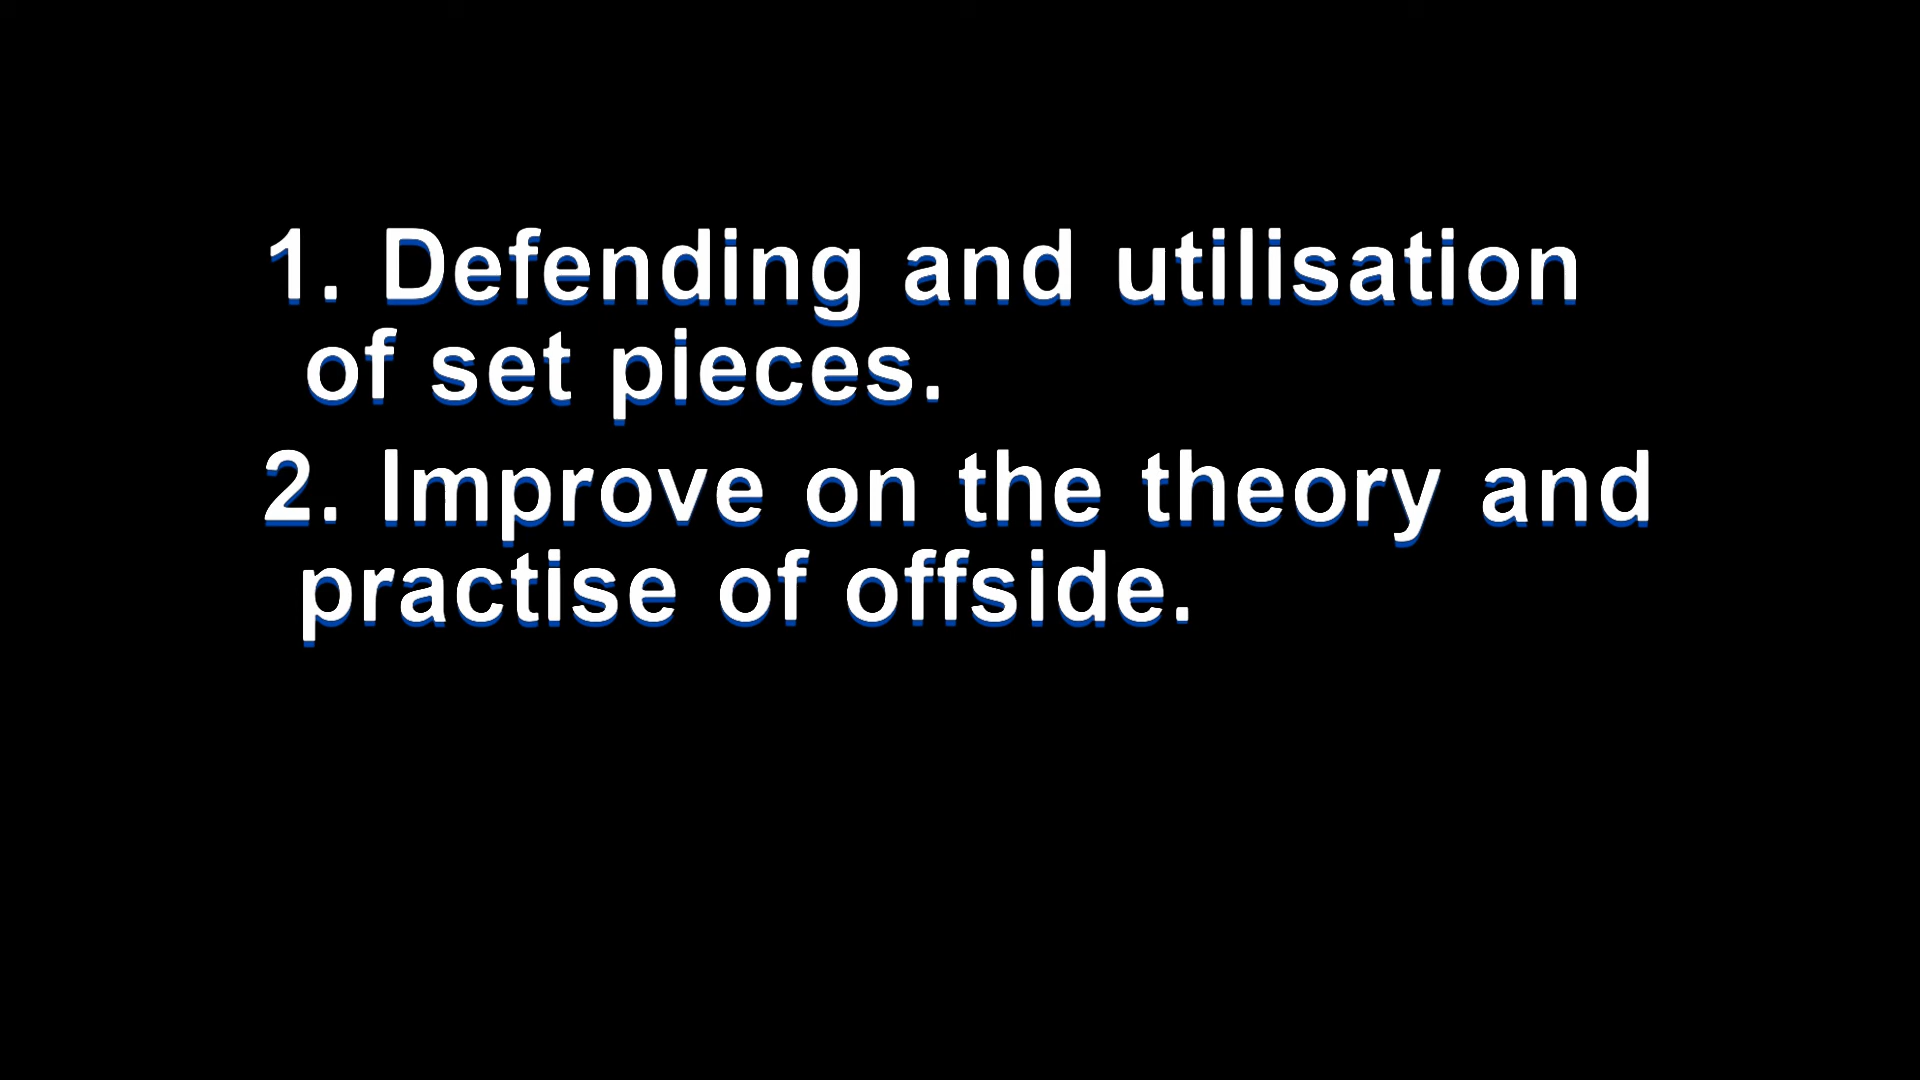 1. Defending and utilisation
of set pieces.
2. Improve on the theory and
practise of offside.